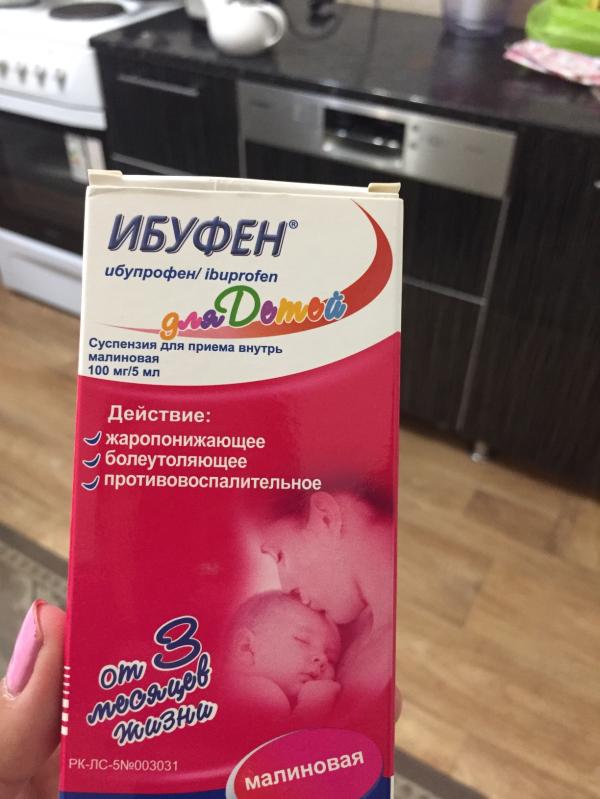 ИБУФЕН®
ибупрофен/ ibuprofen
для Детей
Суспензия для приема внутрь
малиновая
100 мг/5 мл
Действие:
жаропонижающее
болеутоляющее
противовоспалительное
от 3
месяцев
жизни
РК-ЛС-5№003031
малиновая